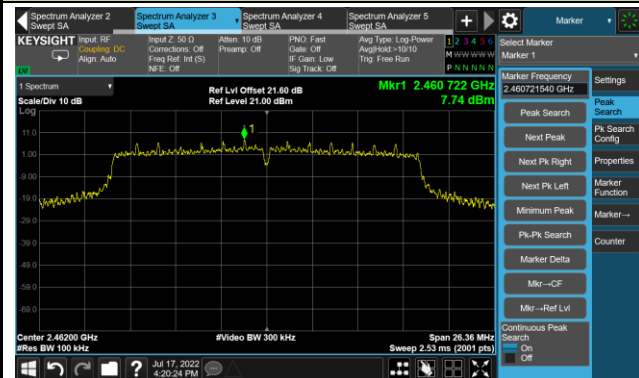 Spectrum Analyzer 2
Swept SA
Spectrum Analyzer 3
Swept SA
Spectrum Analyzer 4
Swept SA
Spectrum Analyzer 5
Swept SA
+
Marker
KEYSIGHT
Input: RF
Coupling: DC
Align: Auto
Input Z: 50 Ω
Corrections: Off
Freq Ref: Int (S)
NFE: Off
Atten: 10 dB
Preamp: Off
PNO: Fast
Gate: Off
IF Gain: Low
Sig Track: Off
Avg Type: Log-Power
Avg|Hold:>10/10
Trig: Free Run
1 2 3 4 5 6
M W W W W W
P N N N N N
LXI
Select Marker
Marker 1
1 Spectrum
Scale/Div 10 dB
Log
Ref Lvl Offset 21.60 dB
Ref Level 21.00 dBm
Mkr1 2.460 722 GHz
7.74 dBm
11.0
1.00
-9.00
-19.0
-29.0
-39.0
-49.0
-59.0
-69.0
1
Center 2.46200 GHz
#Res BW 100 kHz
#Video BW 300 kHz
Span 26.36 MHz
Sweep 2.53 ms (2001 pts)
Marker Frequency
2.460721540 GHz
Peak Search
Next Peak
Next Pk Right
Next Pk Left
Minimum Peak
Pk-Pk Search
Marker Delta
Mkr→CF
Mkr→Ref Lvl
Continuous Peak
Search
On
Off
Settings
Peak
Search
Pk Search
Config
Properties
Marker
Function
Marker→
Counter
?
Jul 17, 2022
4:20:24 PM